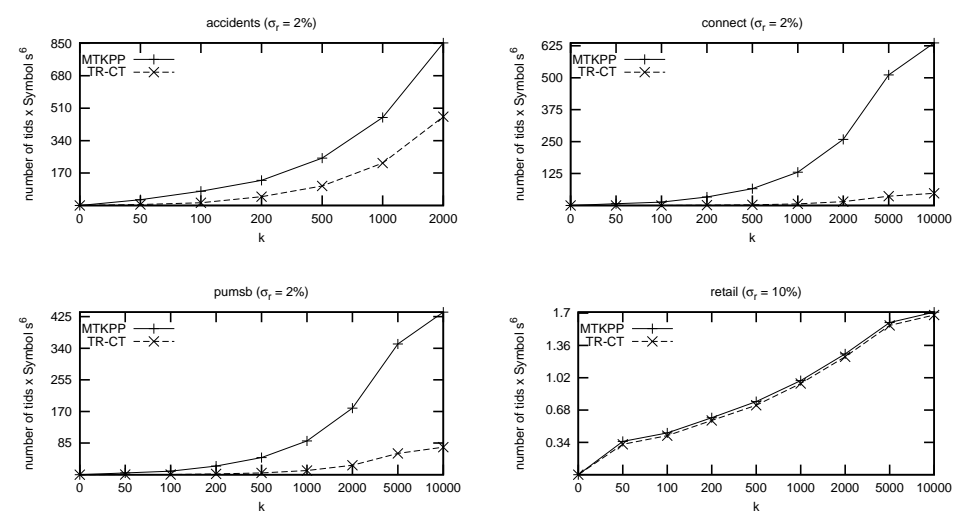 accidents (σr = 2%)
number of tids x Symbol s6
850
680
510
340
170
MTKPP
TR-CT
0 50 100 200 500 1000 2000
k
connect (σr = 2%)
number of tids x Symbol s6
625
500
375
250
125
MTKPP
TR-CT
0 50 100 200 500 1000 2000 5000 10000
k
pumsb (σr = 2%)
number of tids x Symbol s6
425
340
255
170
85
MTKPP
TR-CT
0 50 100 200 500 1000 2000 5000 10000
k
retail (σr = 10%)
number of tids x Symbol s6
1.7
1.36
1.02
0.68
0.34
MTKPP
TR-CT
0 50 100 200 500 1000 2000 5000 10000
k